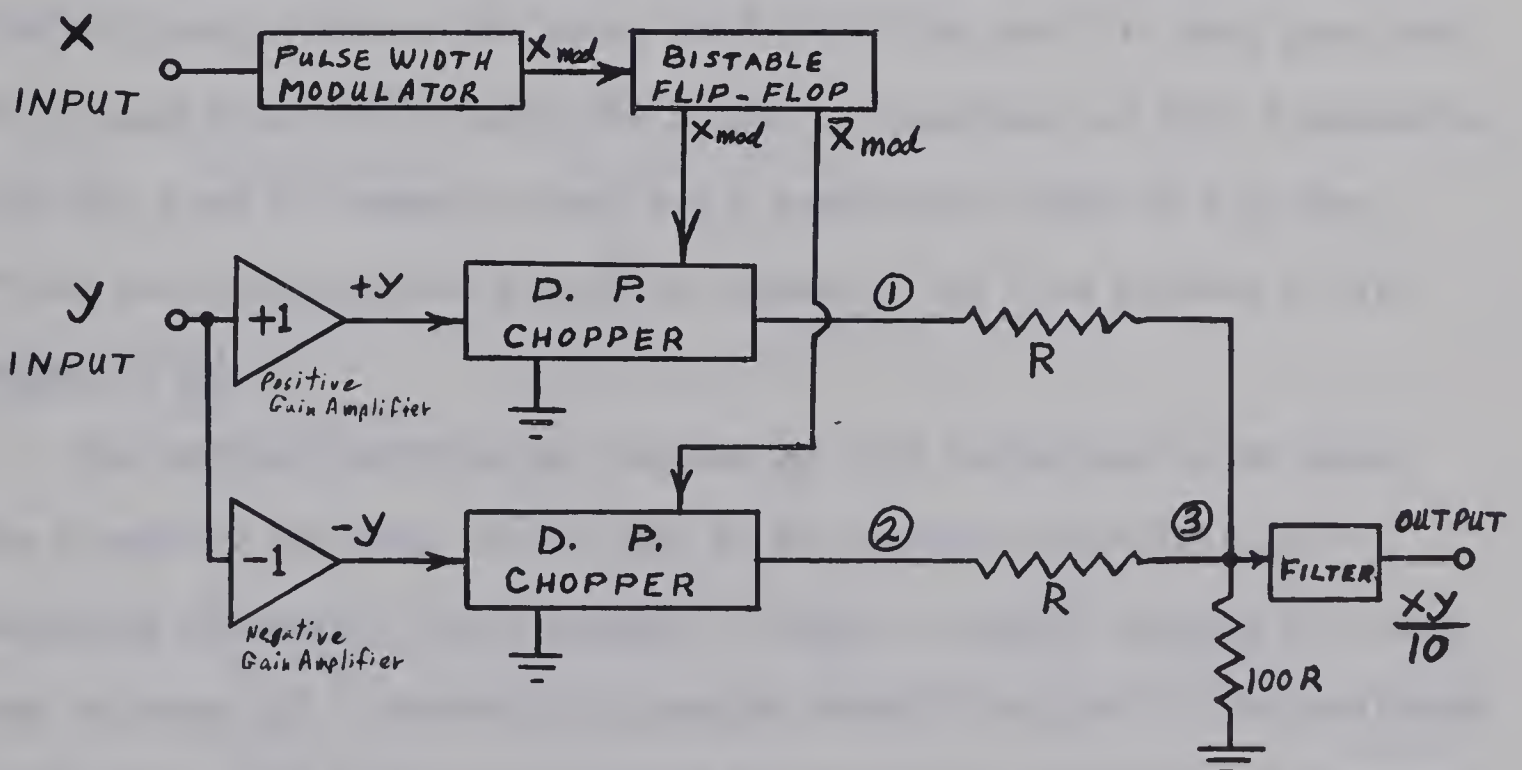 X
INPUT
PULSE WIDTH
MODULATOR
Xmod
BISTABLE
FLIP-FLOP
Xmod
X̄mod
y
INPUT
+1
Positive
Gain Amplifier
+y
D. P.
CHOPPER
①
R
-1
Negative
Gain Amplifier
-y
D. P.
CHOPPER
②
R
③
100R
FILTER
OUTPUT
xy
10